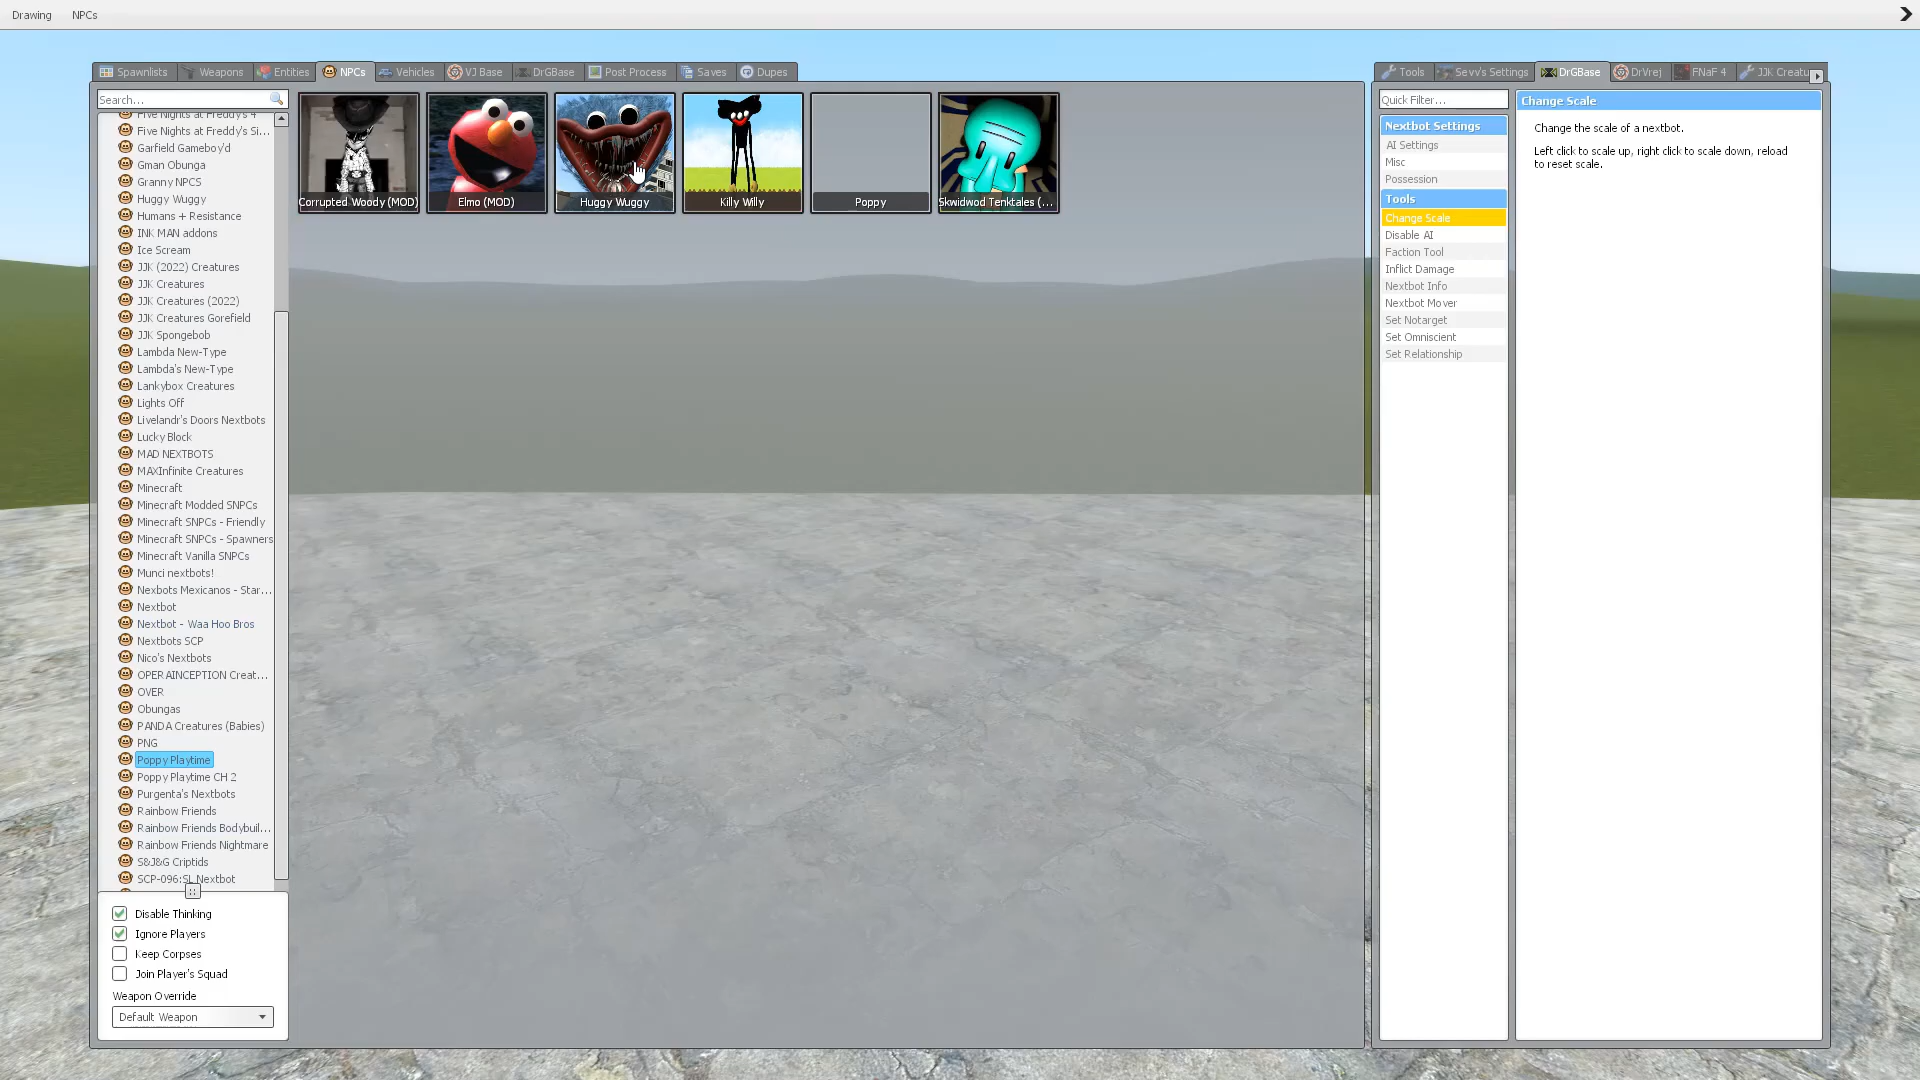 Drawing NPCs
Spawnlists Weapons Entities NPCs Vehicles VJ Base DrGBase Post Process Saves Dupes
Search...
Five Nights at Freddy's 4
Five Nights at Freddy's Si...
Garfield Gameboy'd
Gman Obunga
Granny NPCS
Huggy Wuggy
Humans + Resistance
INK MAN addons
Ice Scream
JJK (2022) Creatures
JJK Creatures
JJK Creatures (2022)
JJK Creatures Gorefield
JJK Spongebob
Lambda New-Type
Lambda's New-Type
Lankybox Creatures
Lights Off
Livelandr's Doors Nextbots
Lucky Block
MAD NEXTBOTS
MAXInfinite Creatures
Minecraft
Minecraft Modded SNPCs
Minecraft SNPCs - Friendly
Minecraft SNPCs - Spawners
Minecraft Vanilla SNPCs
Munci nextbots!
Nexbots Mexicanos - Star...
Nextbot
Nextbot - Waa Hoo Bros
Nextbots SCP
Nico's Nextbots
OPERAINCEPTION Creat...
OVER
Obungas
PANDA Creatures (Babies)
PNG
Poppy Playtime
Poppy Playtime CH 2
Purgenta's Nextbots
Rainbow Friends
Rainbow Friends Bodybuil...
Rainbow Friends Nightmare
S&J&G Criptids
SCP-096:SL Nextbot
Disable Thinking
Ignore Players
Keep Corpses
Join Player's Squad
Weapon Override
Default Weapon
Corrupted Woody (MOD) Elmo (MOD) Huggy Wuggy Killy Willy Poppy Skwidwod Tenktales (...
Tools Sevv's Settings DrGBase DrVrej FNaF 4 JJK Creatu
Quick Filter...
Nextbot Settings
AI Settings
Misc
Possession
Tools
Change Scale
Disable AI
Faction Tool
Inflict Damage
Nextbot Info
Nextbot Mover
Set Notarget
Set Omniscient
Set Relationship
Change Scale
Change the scale of a nextbot.
Left click to scale up, right click to scale down, reload
to reset scale.